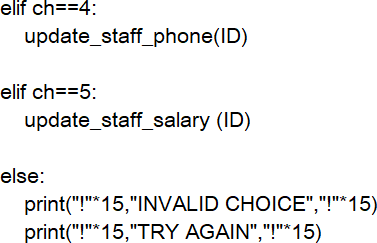 elif ch==4:
    update_staff_phone(ID)

elif ch==5:
    update_staff_salary (ID)

else:
    print("!"*15,"INVALID CHOICE","!"*15)
    print("!"*15,"TRY AGAIN","!"*15)